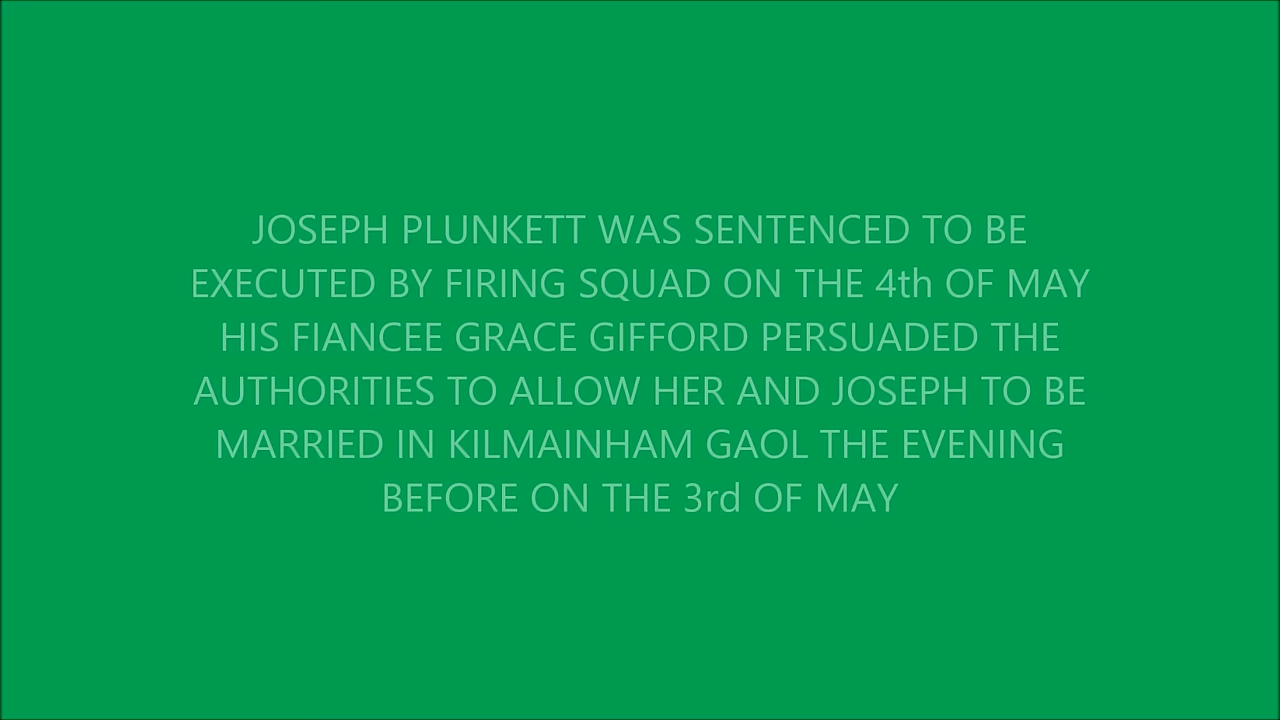 JOSEPH PLUNKETT WAS SENTENCED TO BE
EXECUTED BY FIRING SQUAD ON THE 4th OF MAY
HIS FIANCEE GRACE GIFFORD PERSUADED THE
AUTHORITIES TO ALLOW HER AND JOSEPH TO BE
MARRIED IN KILMAINHAM GAOL THE EVENING
BEFORE ON THE 3rd OF MAY